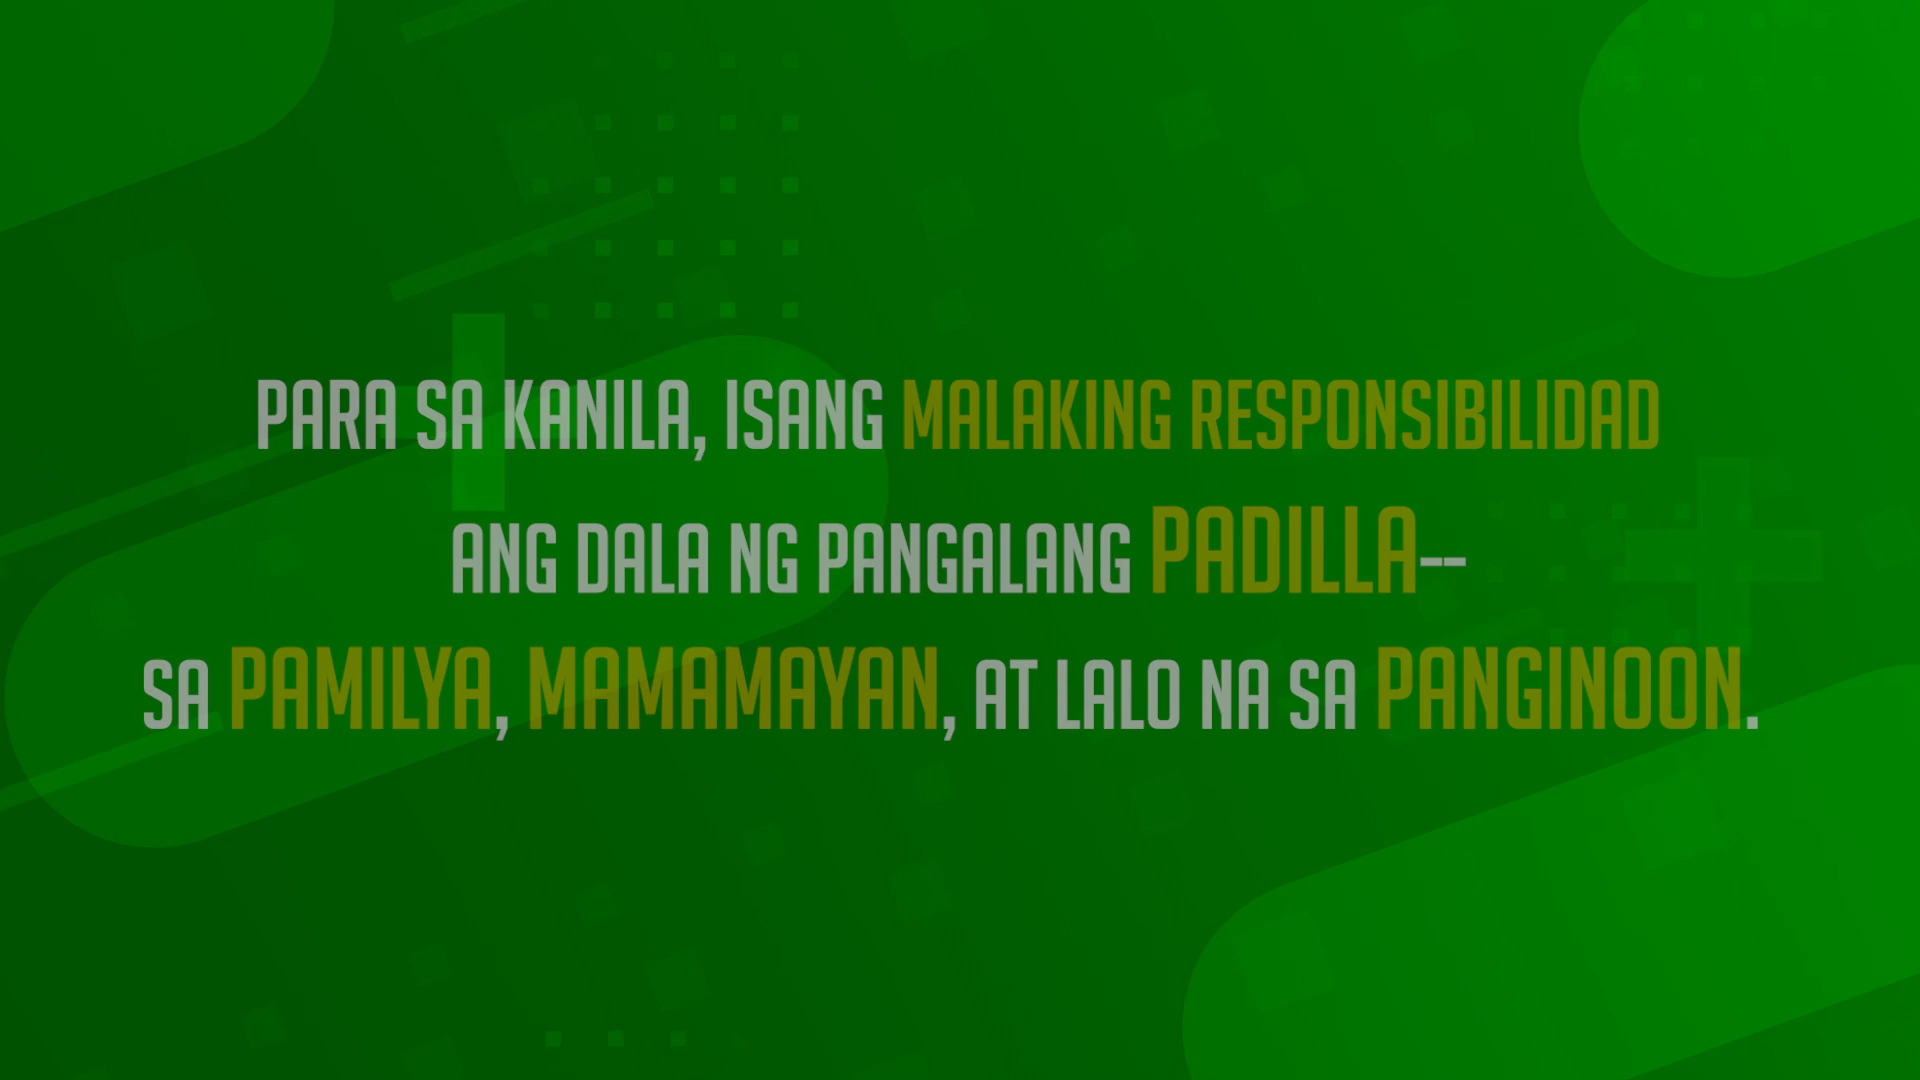 PARA SA KANILA, ISANG MALAKING RESPONSIBILIDAD
ANG DALA NG PANGALANG PADILLA--
SA PAMILYA, MAMAMAYAN, AT LALO NA SA PANGINOON.